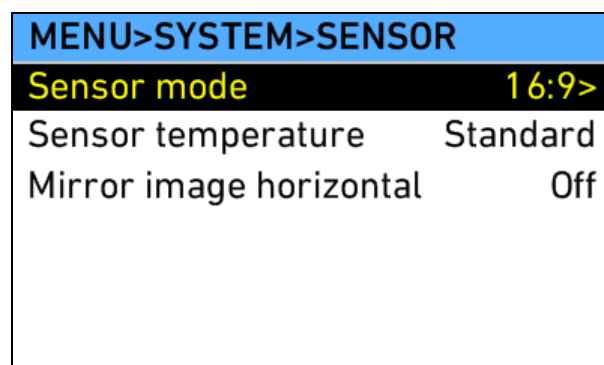 MENU>SYSTEM>SENSOR
Sensor mode 16:9>
Sensor temperature Standard
Mirror image horizontal Off